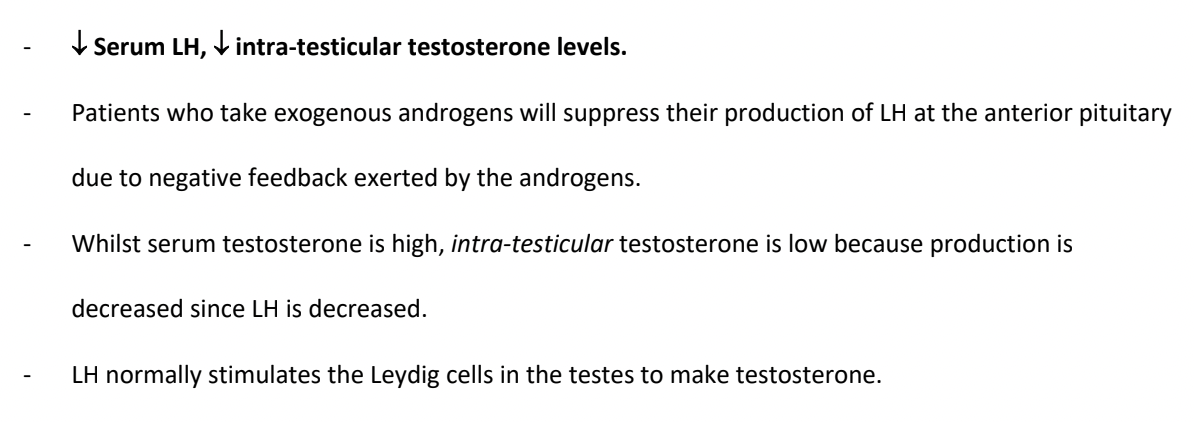 - ↓ Serum LH, ↓ intra-testicular testosterone levels.
- Patients who take exogenous androgens will suppress their production of LH at the anterior pituitary
due to negative feedback exerted by the androgens.
- Whilst serum testosterone is high, intra-testicular testosterone is low because production is
decreased since LH is decreased.
- LH normally stimulates the Leydig cells in the testes to make testosterone.